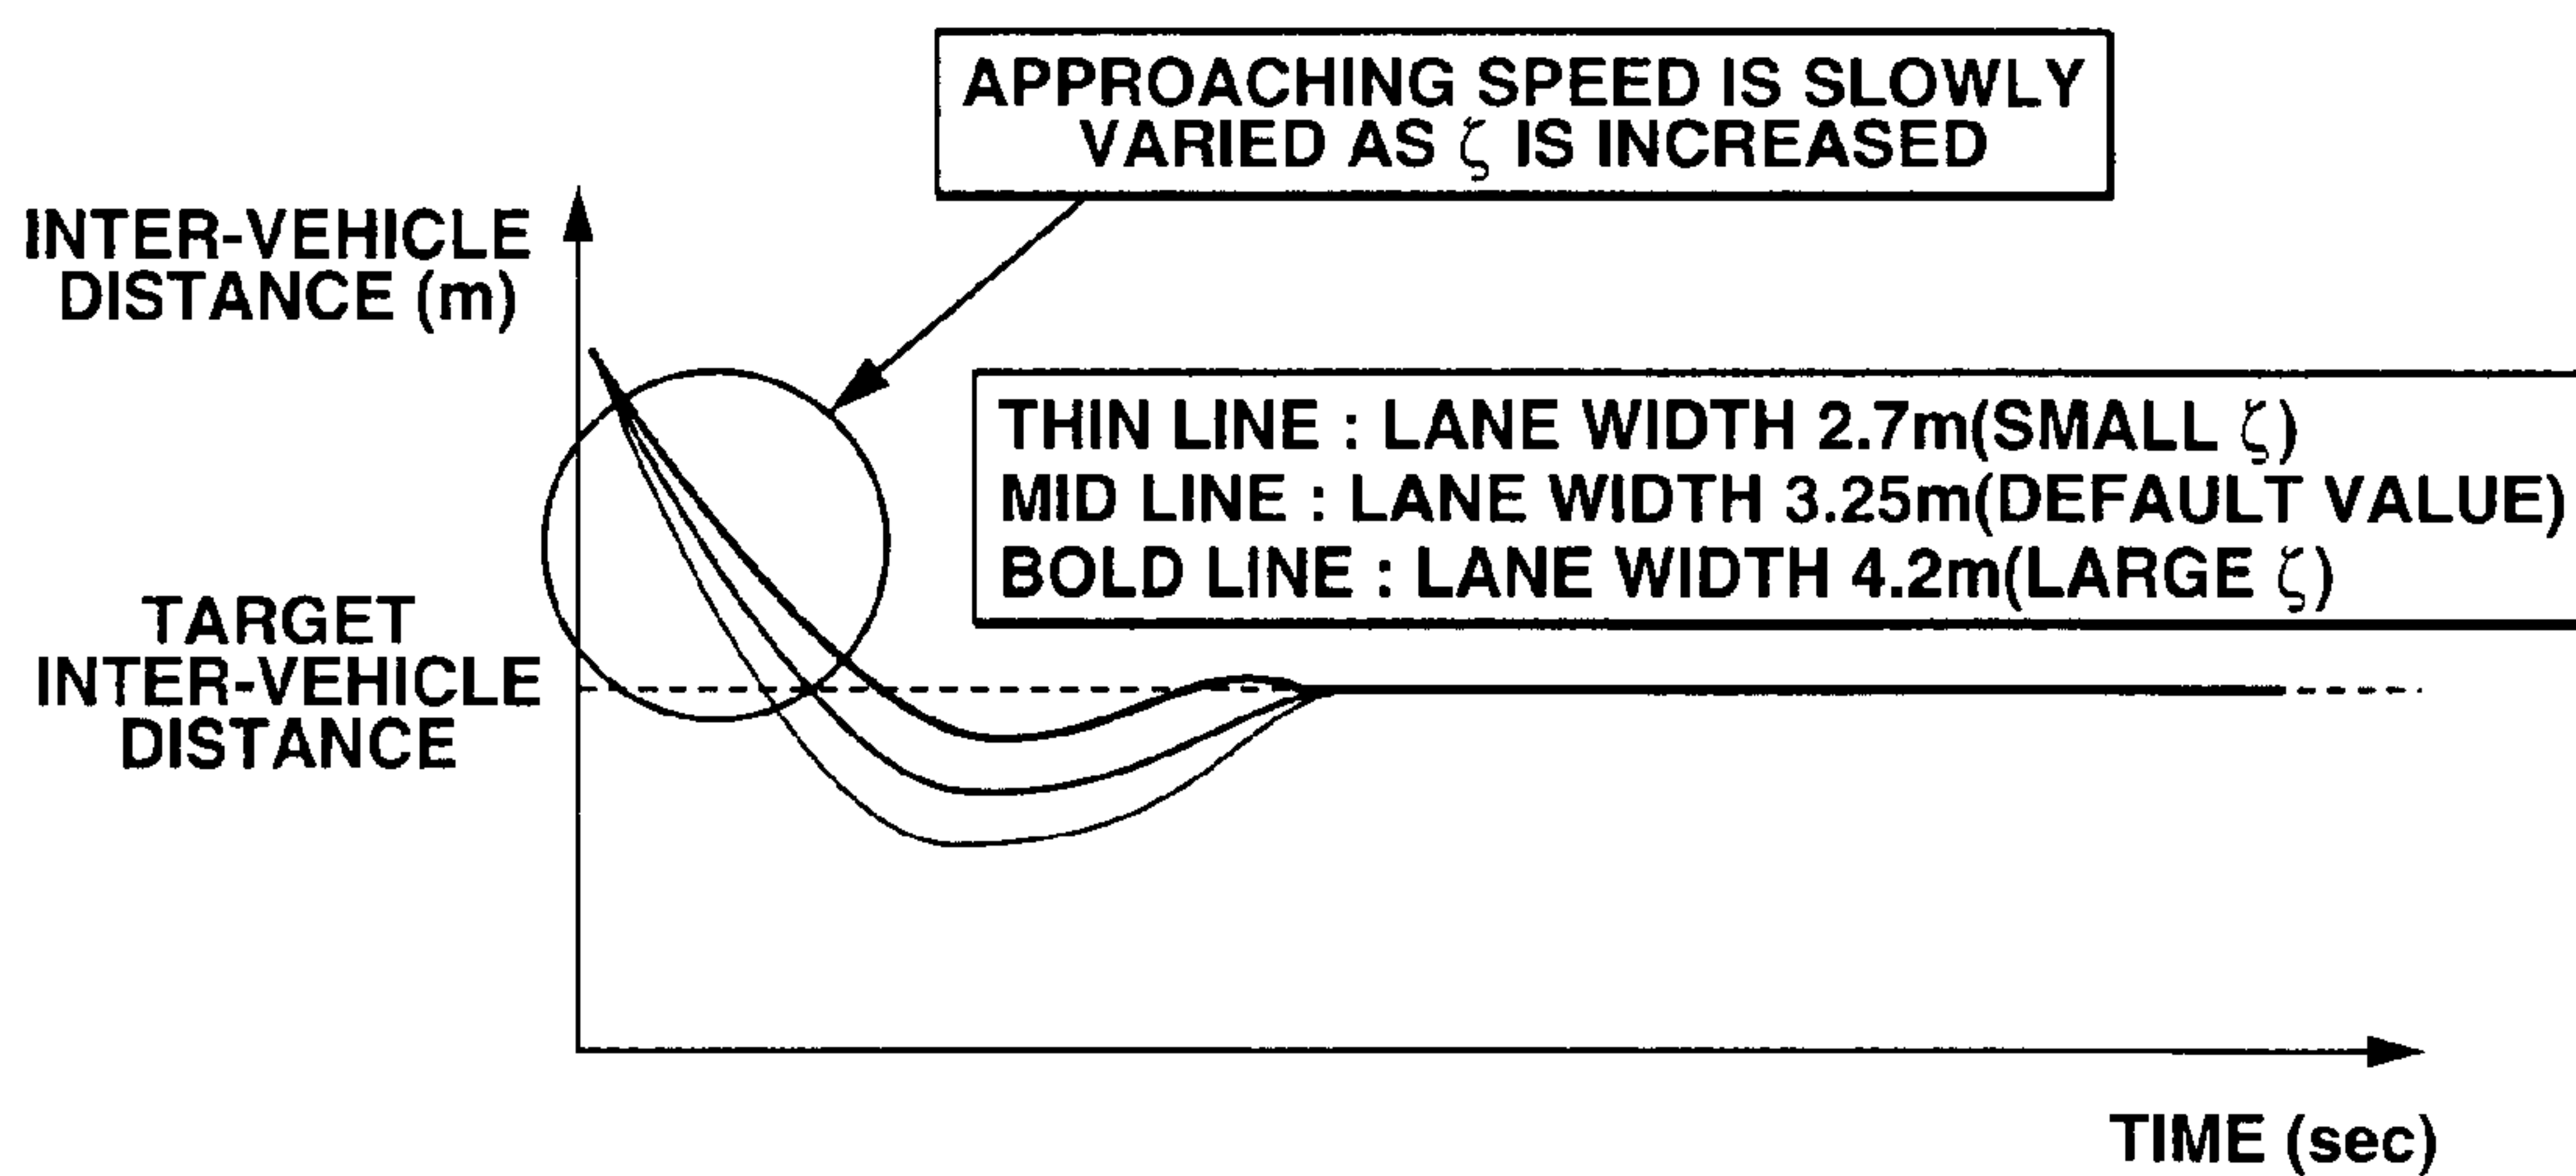 APPROACHING SPEED IS SLOWLY
VARIED AS ζ IS INCREASED
INTER-VEHICLE
DISTANCE (m)
THIN LINE : LANE WIDTH 2.7m(SMALL ζ)
MID LINE : LANE WIDTH 3.25m(DEFAULT VALUE)
BOLD LINE : LANE WIDTH 4.2m(LARGE ζ)
TARGET
INTER-VEHICLE
DISTANCE
TIME (sec)